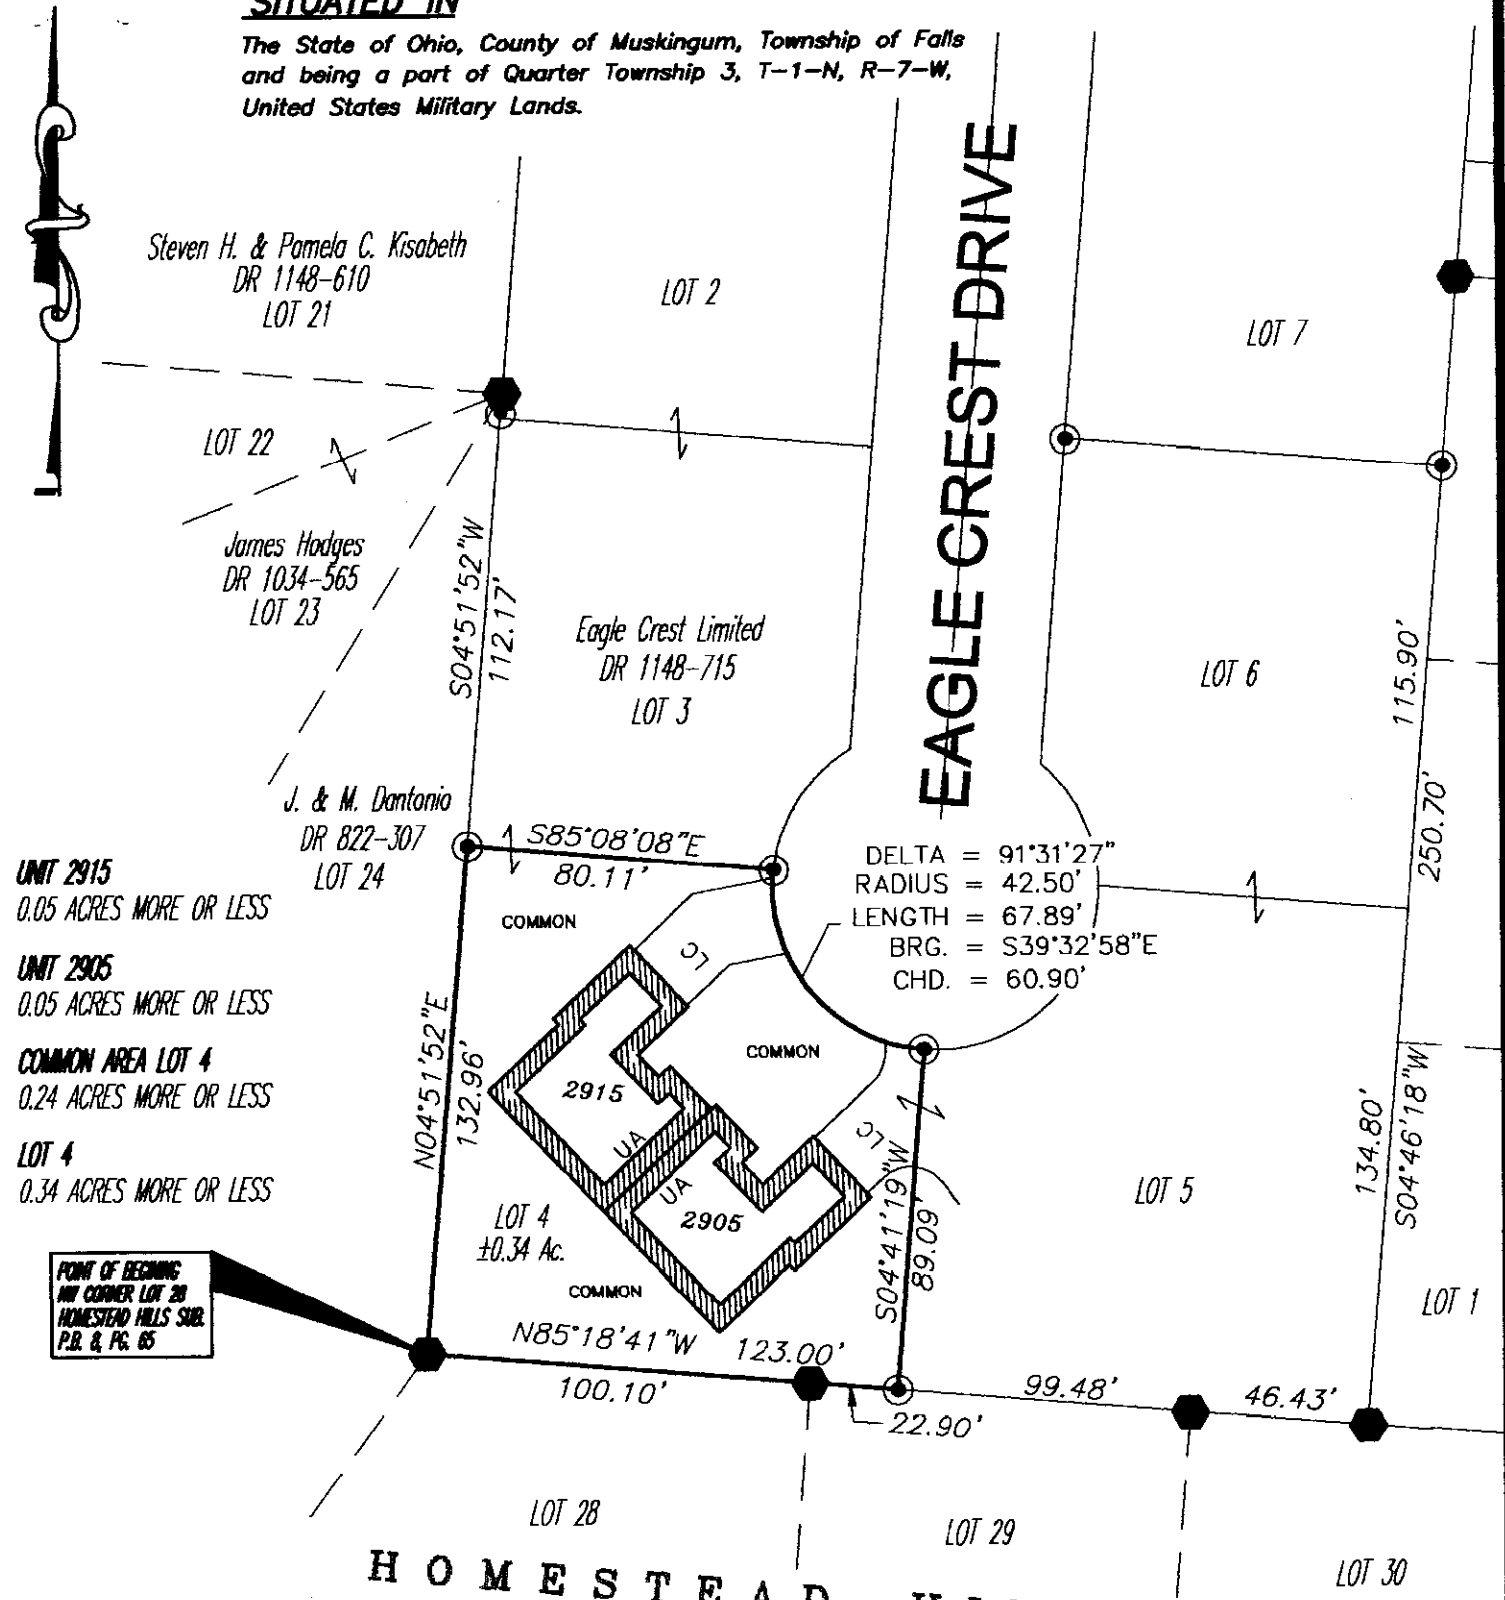 SITUATED IN
The State of Ohio, County of Muskingum, Township of Falls
and being a part of Quarter Township 3, T-1-N, R-7-W,
United States Military Lands.
EAGLE CREST DRIVE
Steven H. & Pamela C. Kisabeth
DR 1148-610
LOT 21
LOT 2
LOT 7
LOT 22
James Hodges
DR 1034-565
LOT 23
S04°51'52"W
112.17'
Eagle Crest Limited
DR 1148-715
LOT 3
LOT 6
115.90'
250.70'
J. & M. Dantonio
DR 822-307
LOT 24
S85°08'08"E
80.11'
DELTA = 91°31'27"
RADIUS = 42.50'
LENGTH = 67.89'
BRG. = S39°32'58"E
CHD. = 60.90'
UNIT 2915
0.05 ACRES MORE OR LESS
UNIT 2905
0.05 ACRES MORE OR LESS
COMMON AREA LOT 4
0.24 ACRES MORE OR LESS
LOT 4
0.34 ACRES MORE OR LESS
COMMON
LC
N04°51'52"E
132.96'
COMMON
2915
UA
LC
UA
2905
S04°41'19"W
89.09'
LOT 5
134.80'
S04°46'18"W
LOT 4
±0.34 Ac.
COMMON
POINT OF BEGINING
NW CORNER LOT 28
HOMESTEAD HILLS SUB.
P.B. 8, PG. 65
N85°18'41"W
123.00'
100.10'
22.90'
99.48'
46.43'
LOT 1
LOT 28
LOT 29
LOT 30
HOMESTEAD